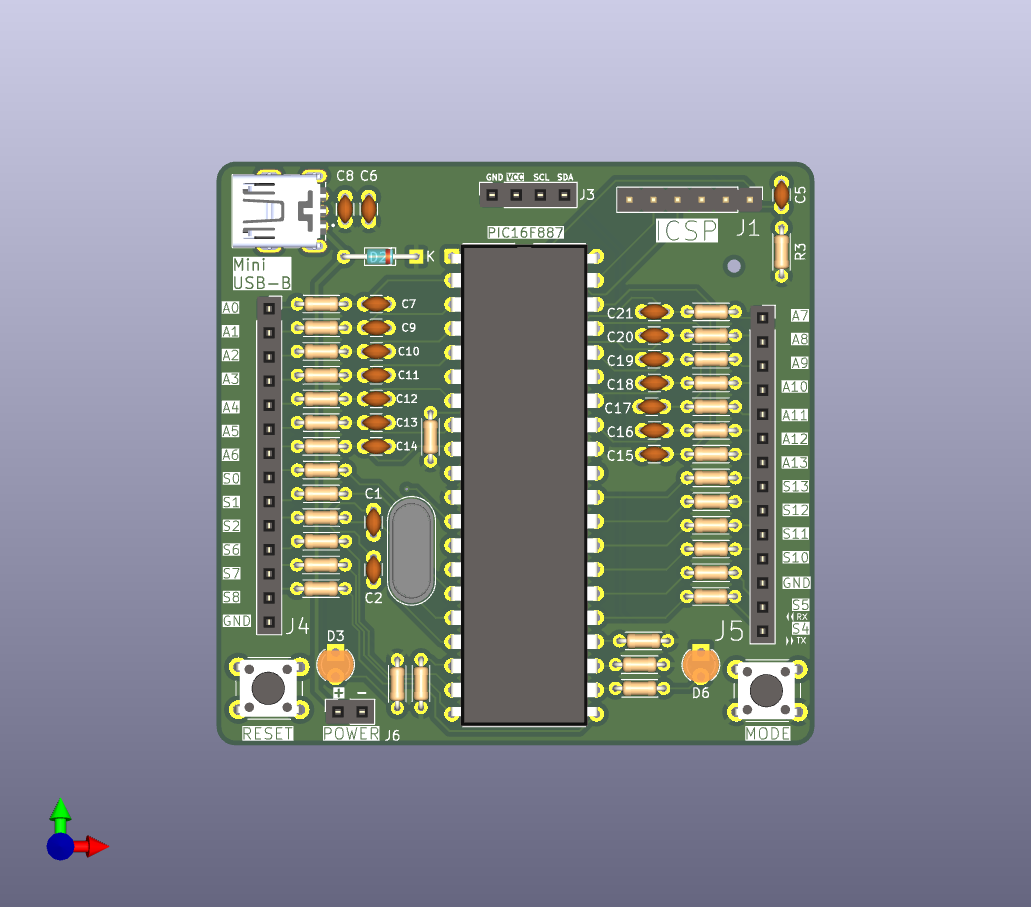 C8 C6
GND VCC SCL SDA
J3
C5
ICSP J1
PIC16F887
D2 K
R3
Mini
USB-B
A0
A1
A2
A3
A4
A5
A6
S0
S1
S2
S6
S7
S8
GND
J4
C7
C9
C10
C11
C12
C13
C14
C1
C2
C21
C20
C19
C18
C17
C16
C15
A7
A8
A9
A10
A11
A12
A13
S13
S12
S11
S10
GND
S5
RX
S4
TX
J5
D3
+ −
RESET
POWER J6
D6
MODE